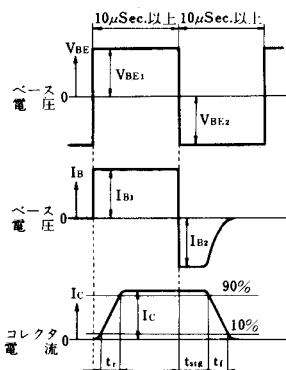 10μSec.以上 10μSec.以上
VBE
VBE1
ベース
電圧
0
VBE2
IB
IB1
ベース
電圧
0
IB2
IC
90%
IC
10%
コレクタ
電流
0
tr tstg tf